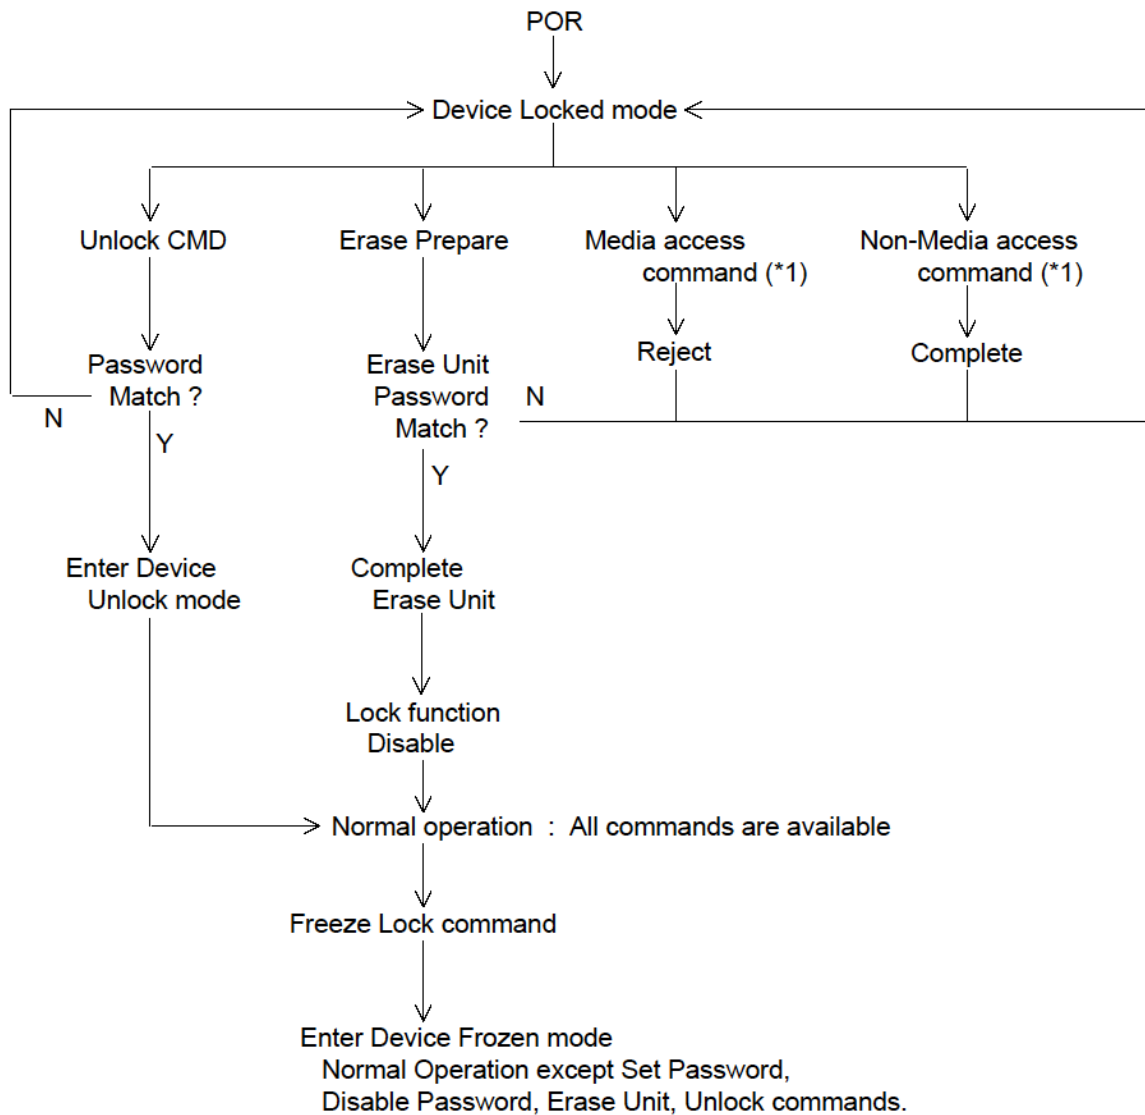 POR
Device Locked mode
Unlock CMD
Erase Prepare
Media access
command (*1)
Non-Media access
command (*1)
Password
Match ?
N
Y
Erase Unit
Password
Match ?
N
Y
Reject
Complete
Enter Device
Unlock mode
Complete
Erase Unit
Lock function
Disable
Normal operation : All commands are available
Freeze Lock command
Enter Device Frozen mode
Normal Operation except Set Password,
Disable Password, Erase Unit, Unlock commands.